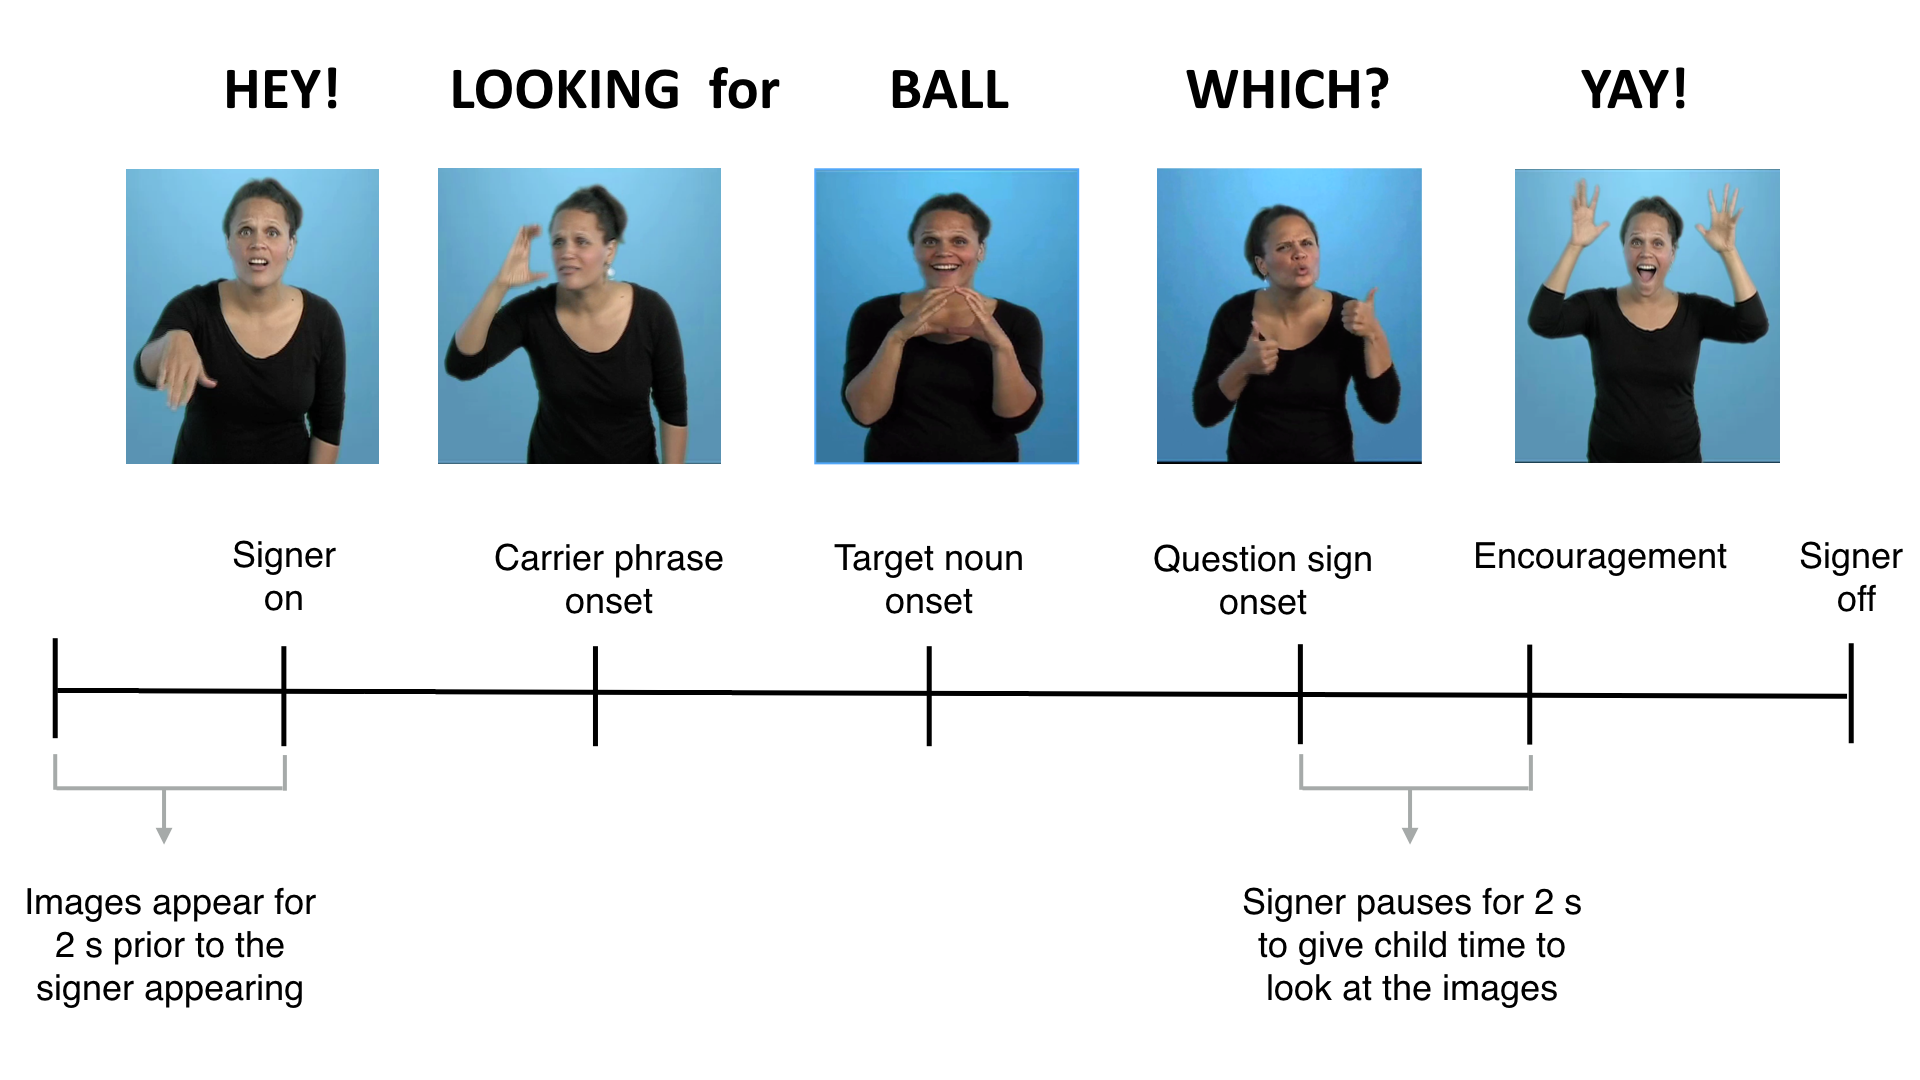 HEY! LOOKING for BALL WHICH? YAY!
Signer
on
Carrier phrase
onset
Target noun
onset
Question sign
onset
Encouragement
Signer
off
Images appear for
2 s prior to the
signer appearing
Signer pauses for 2 s
to give child time to
look at the images